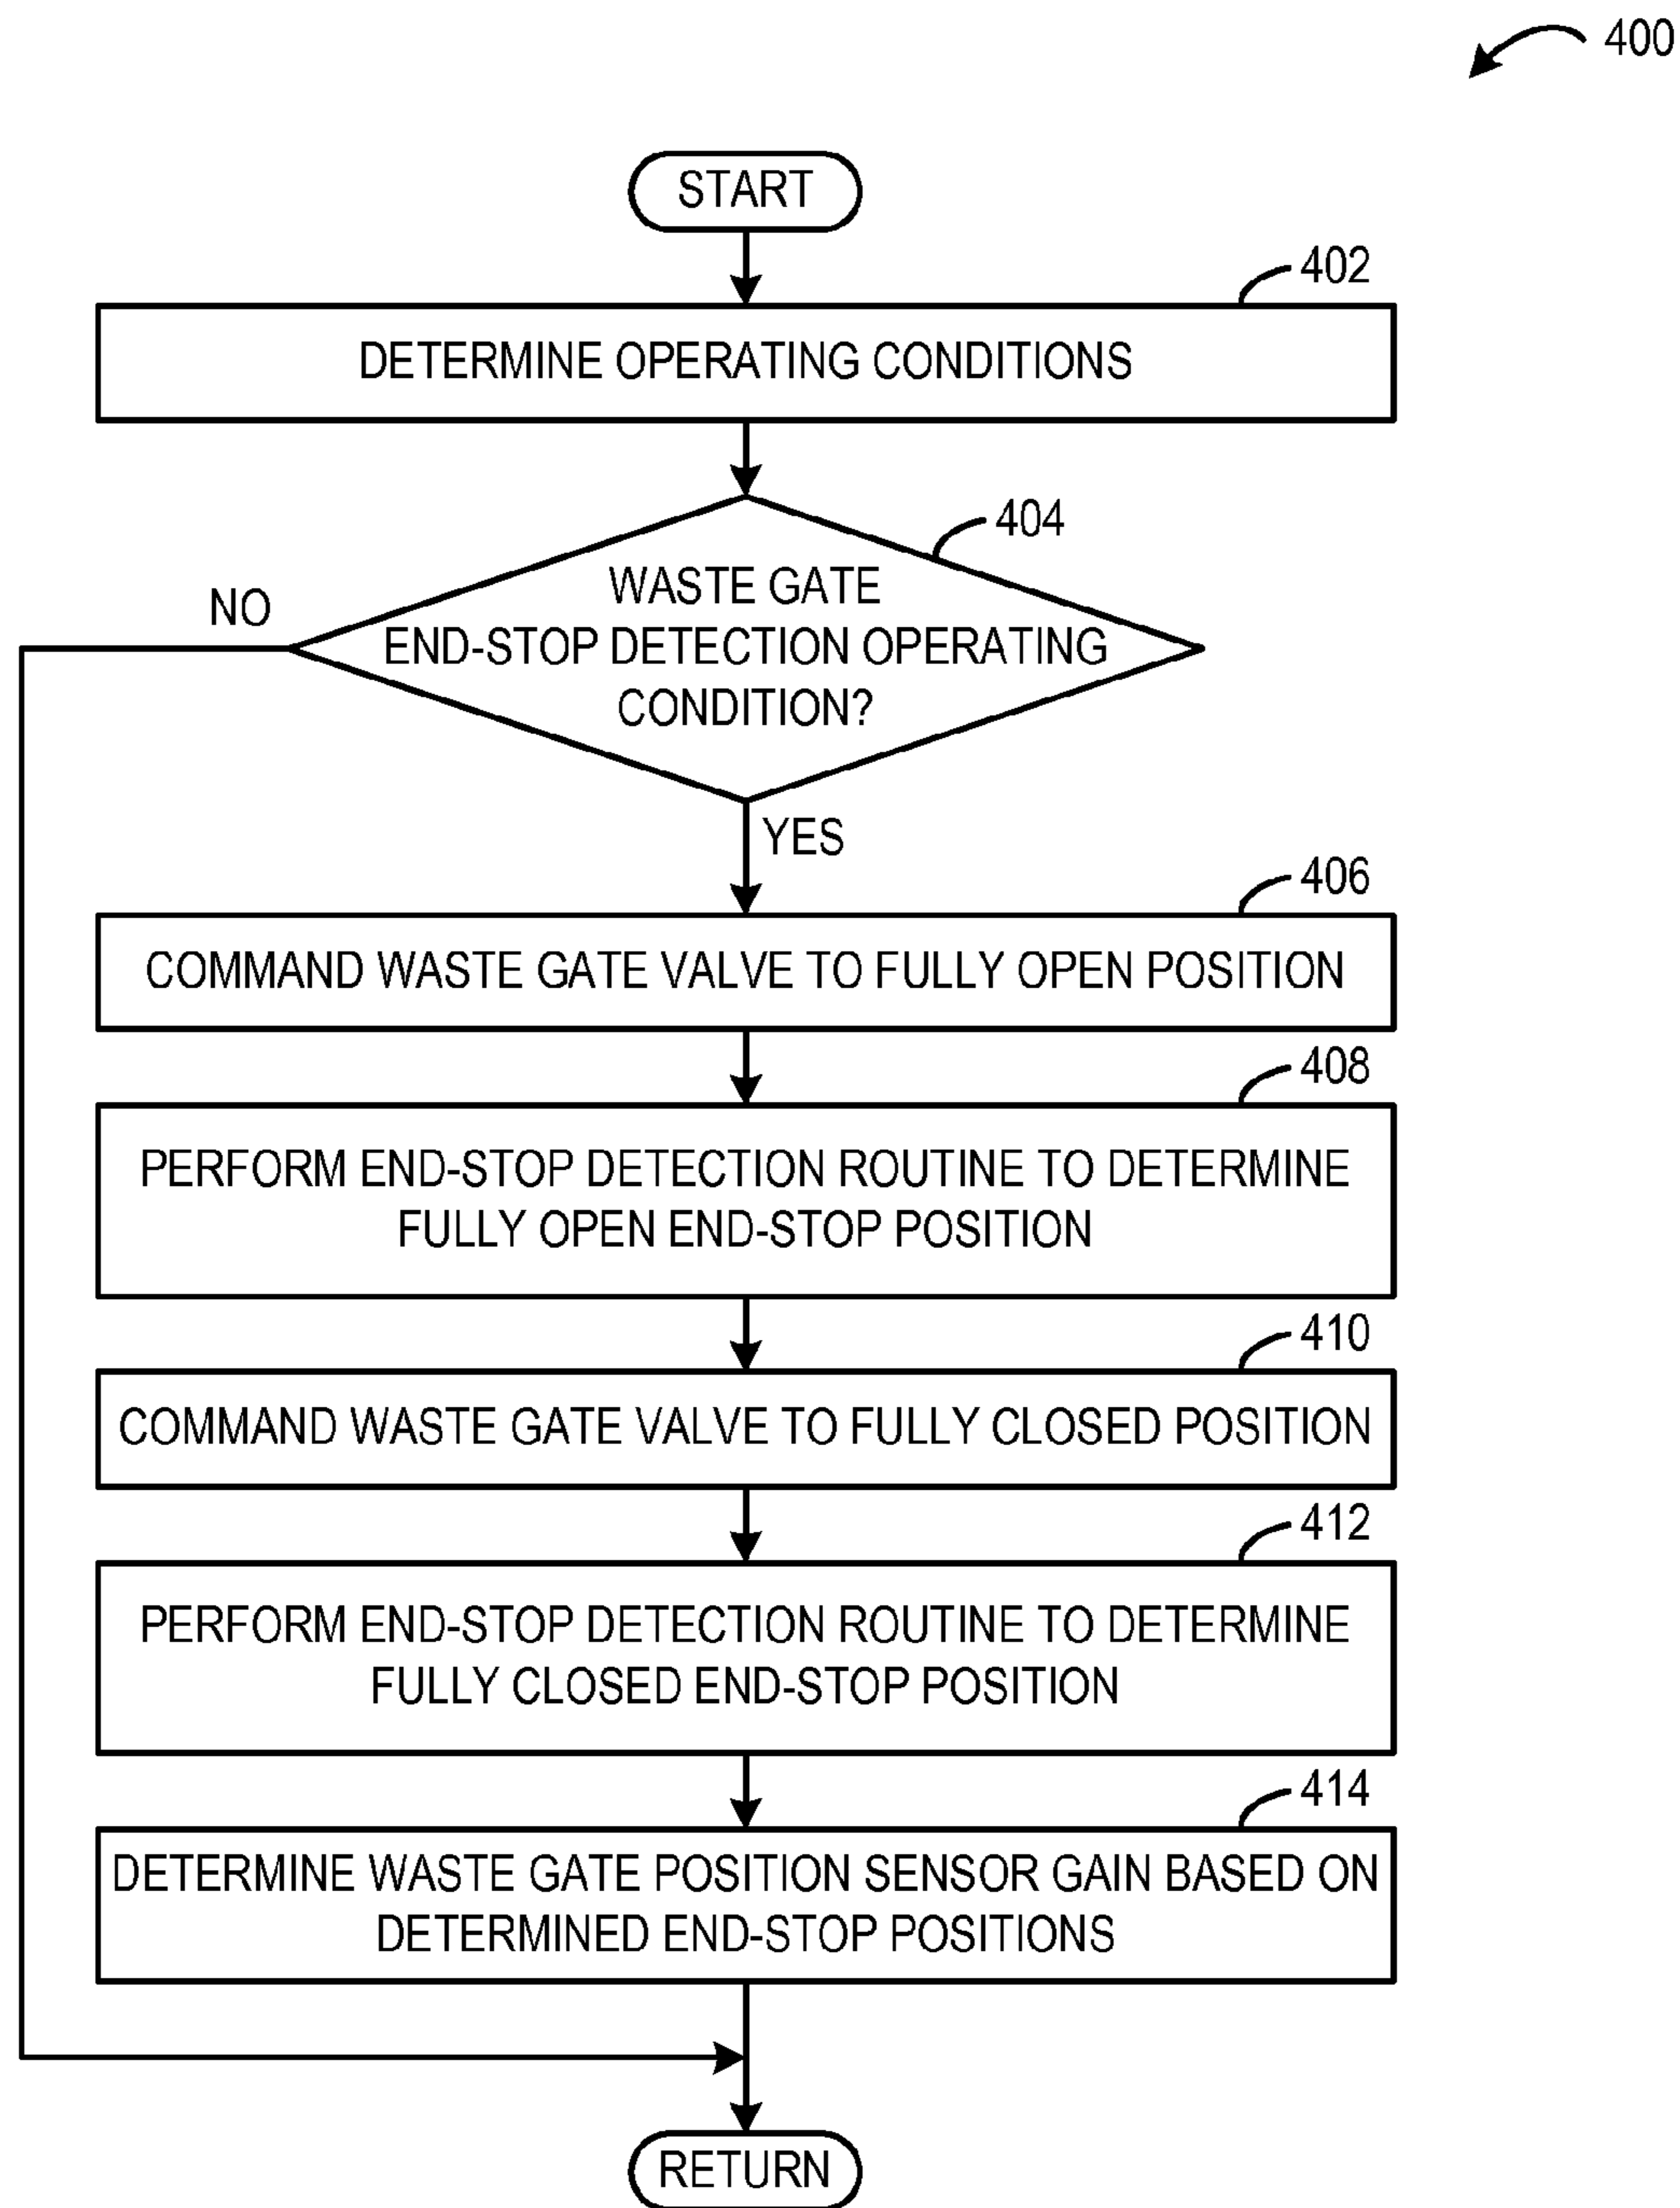 400
START
402
DETERMINE OPERATING CONDITIONS
404
WASTE GATE
END-STOP DETECTION OPERATING
CONDITION?
NO
YES
406
COMMAND WASTE GATE VALVE TO FULLY OPEN POSITION
408
PERFORM END-STOP DETECTION ROUTINE TO DETERMINE
FULLY OPEN END-STOP POSITION
410
COMMAND WASTE GATE VALVE TO FULLY CLOSED POSITION
412
PERFORM END-STOP DETECTION ROUTINE TO DETERMINE
FULLY CLOSED END-STOP POSITION
414
DETERMINE WASTE GATE POSITION SENSOR GAIN BASED ON
DETERMINED END-STOP POSITIONS
RETURN